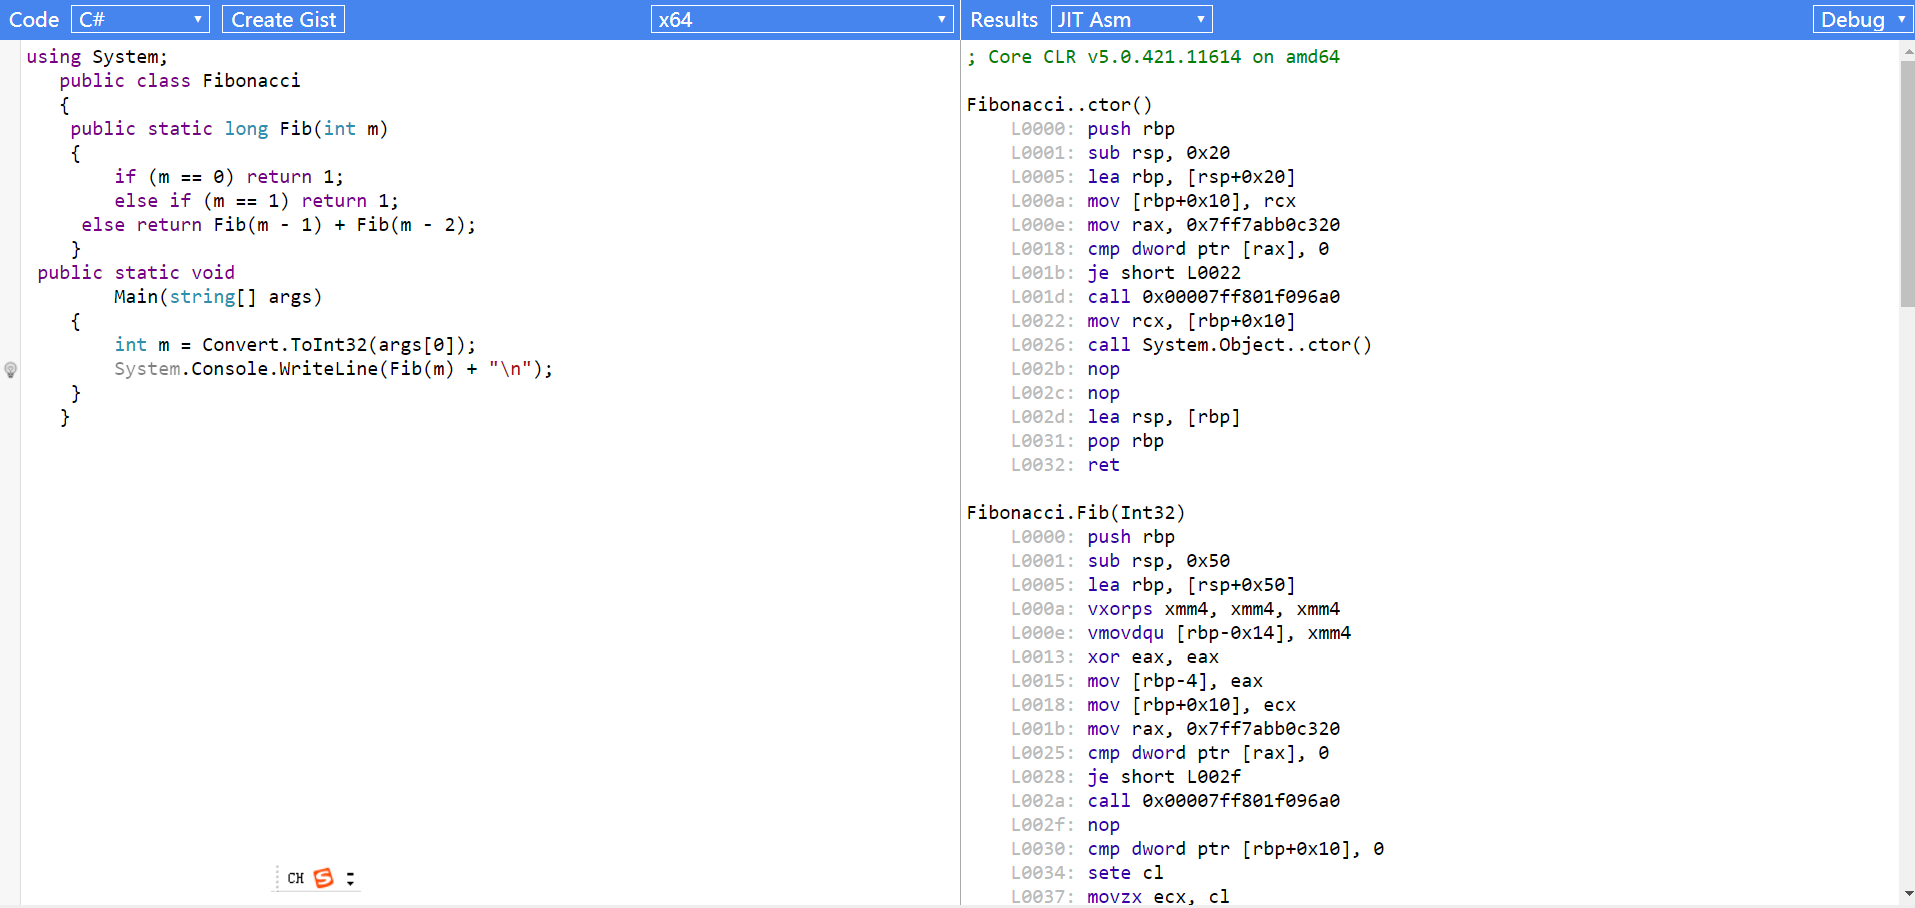 Code C# Create Gist x64 Results JIT Asm Debug
using System;
public class Fibonacci
{
public static long Fib(int m)
{
if (m == 0) return 1;
else if (m == 1) return 1;
else return Fib(m - 1) + Fib(m - 2);
}
public static void
Main(string[] args)
{
int m = Convert.ToInt32(args[0]);
System.Console.WriteLine(Fib(m) + "\n");
}
}
CH S
; Core CLR v5.0.421.11614 on amd64
Fibonacci..ctor()
L0000: push rbp
L0001: sub rsp, 0x20
L0005: lea rbp, [rsp+0x20]
L000a: mov [rbp+0x10], rcx
L000e: mov rax, 0x7ff7abb0c320
L0018: cmp dword ptr [rax], 0
L001b: je short L0022
L001d: call 0x00007ff801f096a0
L0022: mov rcx, [rbp+0x10]
L0026: call System.Object..ctor()
L002b: nop
L002c: nop
L002d: lea rsp, [rbp]
L0031: pop rbp
L0032: ret
Fibonacci.Fib(Int32)
L0000: push rbp
L0001: sub rsp, 0x50
L0005: lea rbp, [rsp+0x50]
L000a: vxorps xmm4, xmm4, xmm4
L000e: vmovdqu [rbp-0x14], xmm4
L0013: xor eax, eax
L0015: mov [rbp-4], eax
L0018: mov [rbp+0x10], ecx
L001b: mov rax, 0x7ff7abb0c320
L0025: cmp dword ptr [rax], 0
L0028: je short L002f
L002a: call 0x00007ff801f096a0
L002f: nop
L0030: cmp dword ptr [rbp+0x10], 0
L0034: sete cl
L0037: movzx ecx, cl